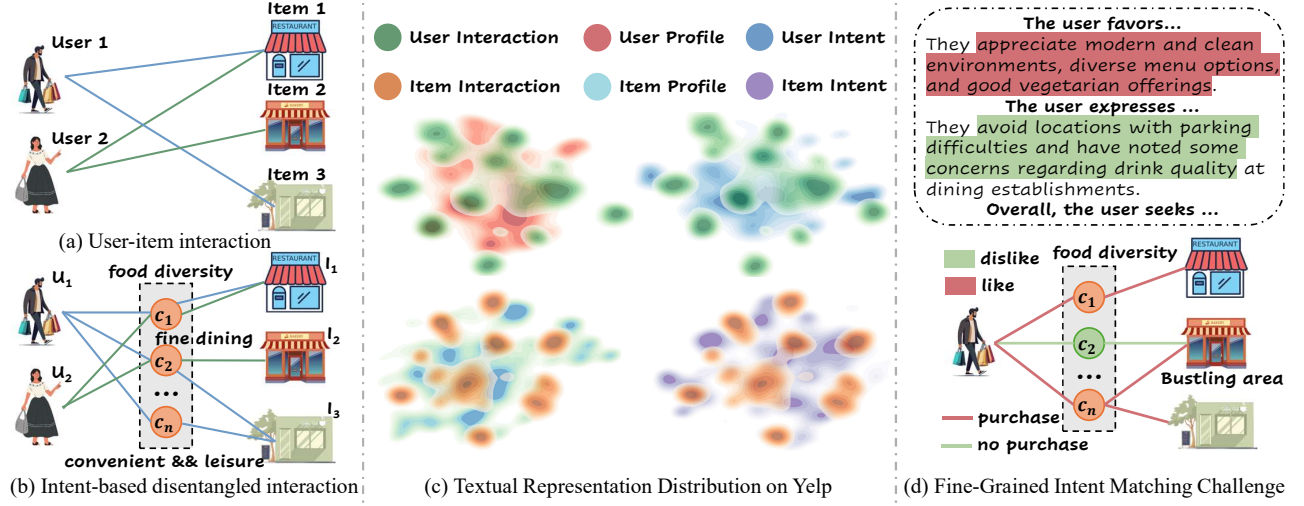 User 1
User 2
Item 1
RESTAURANT
Item 2
Item 3
(a) User-item interaction
u₁
u₂
food diversity
c₁
fine dining
c₂
...
cₙ
convenient && leisure
RESTAURANT
I₁
I₂
I₃
(b) Intent-based disentangled interaction
User Interaction
User Profile
User Intent
Item Interaction
Item Profile
Item Intent
(c) Textual Representation Distribution on Yelp
The user favors...
They appreciate modern and clean
environments, diverse menu options,
and good vegetarian offerings.
The user expresses ...
They avoid locations with parking
difficulties and have noted some
concerns regarding drink quality at
dining establishments.
Overall, the user seeks ...
dislike
like
food diversity
c₁
c₂
...
cₙ
RESTAURANT
Bustling area
purchase
no purchase
(d) Fine-Grained Intent Matching Challenge